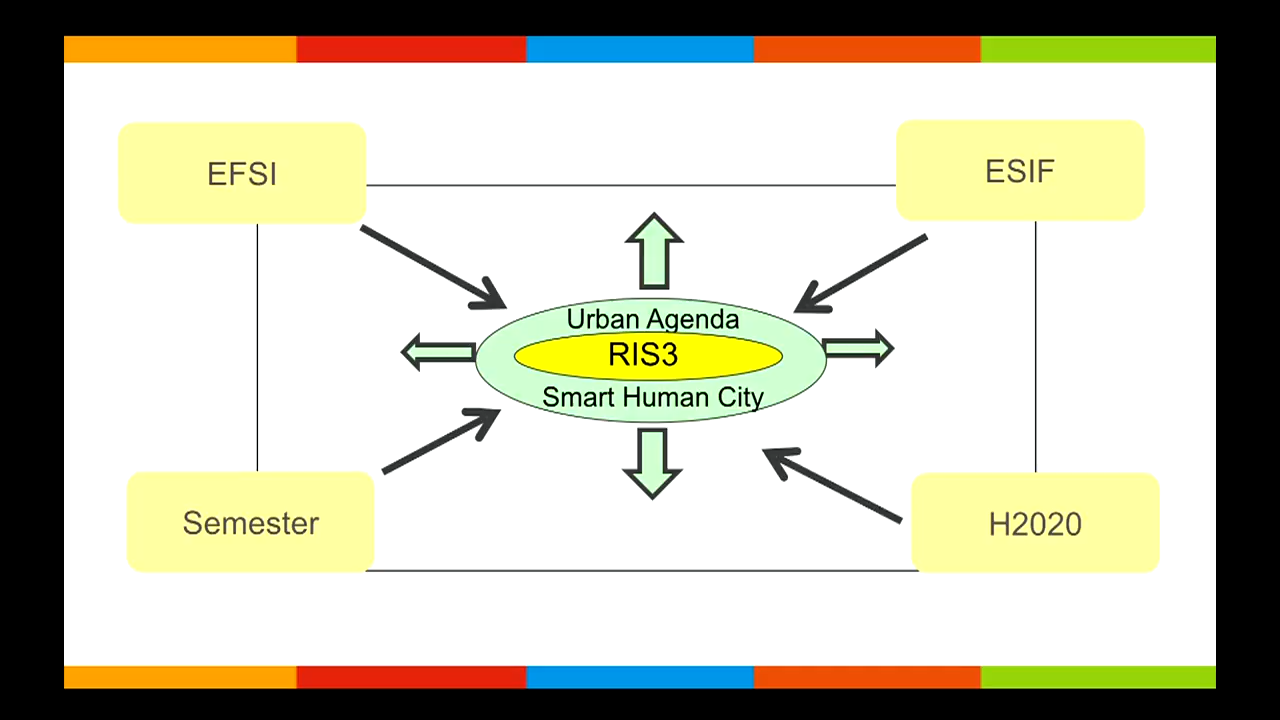 EFSI
ESIF
Urban Agenda
RIS3
Smart Human City
Semester
H2020